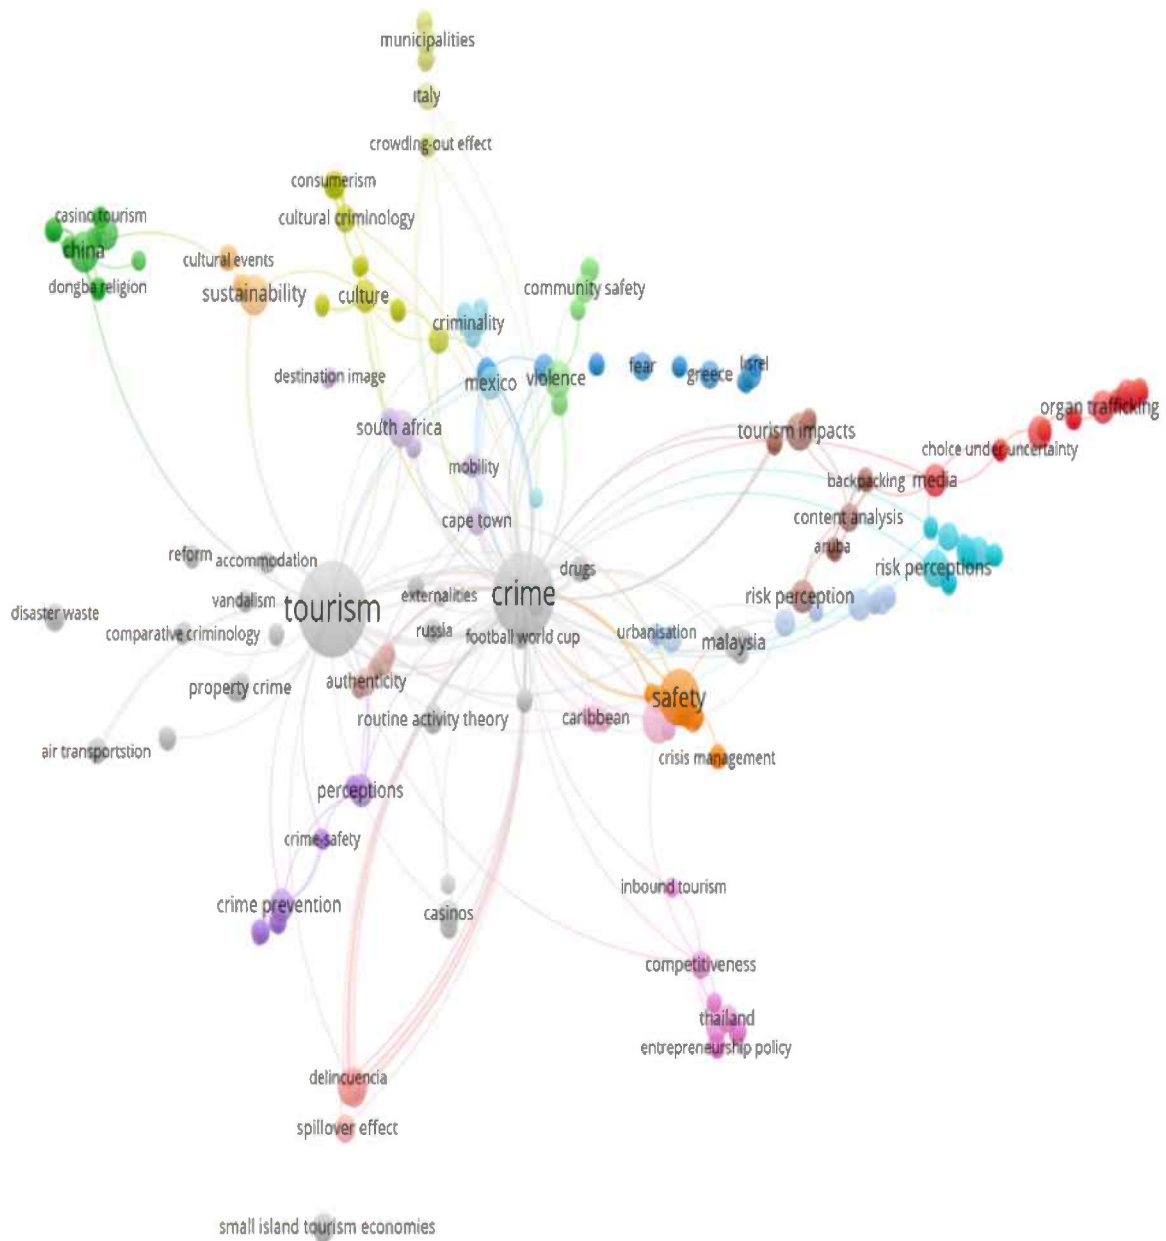 municipalities
italy
crowding-out effect
consumerism
cultural criminology
casino tourism
china
dongba religion
cultural events
sustainability
culture
community safety
criminality
destination image
mexico
violence
fear
greece
lisrel
south africa
tourism impacts
organ trafficking
choice under uncertainty
mobility
backpacking
media
cape town
content analysis
aruba
reform
accommodation
drugs
risk perceptions
vandalism
tourism
externalities
crime
risk perception
disaster waste
comparative criminology
russia
football world cup
urbanisation
malaysia
property crime
authenticity
safety
routine activity theory
caribbean
air transportstion
crisis management
perceptions
crime-safety
inbound tourism
crime prevention
casinos
competitiveness
thailand
entrepreneurship policy
delincuencia
spillover effect
small island tourism economies